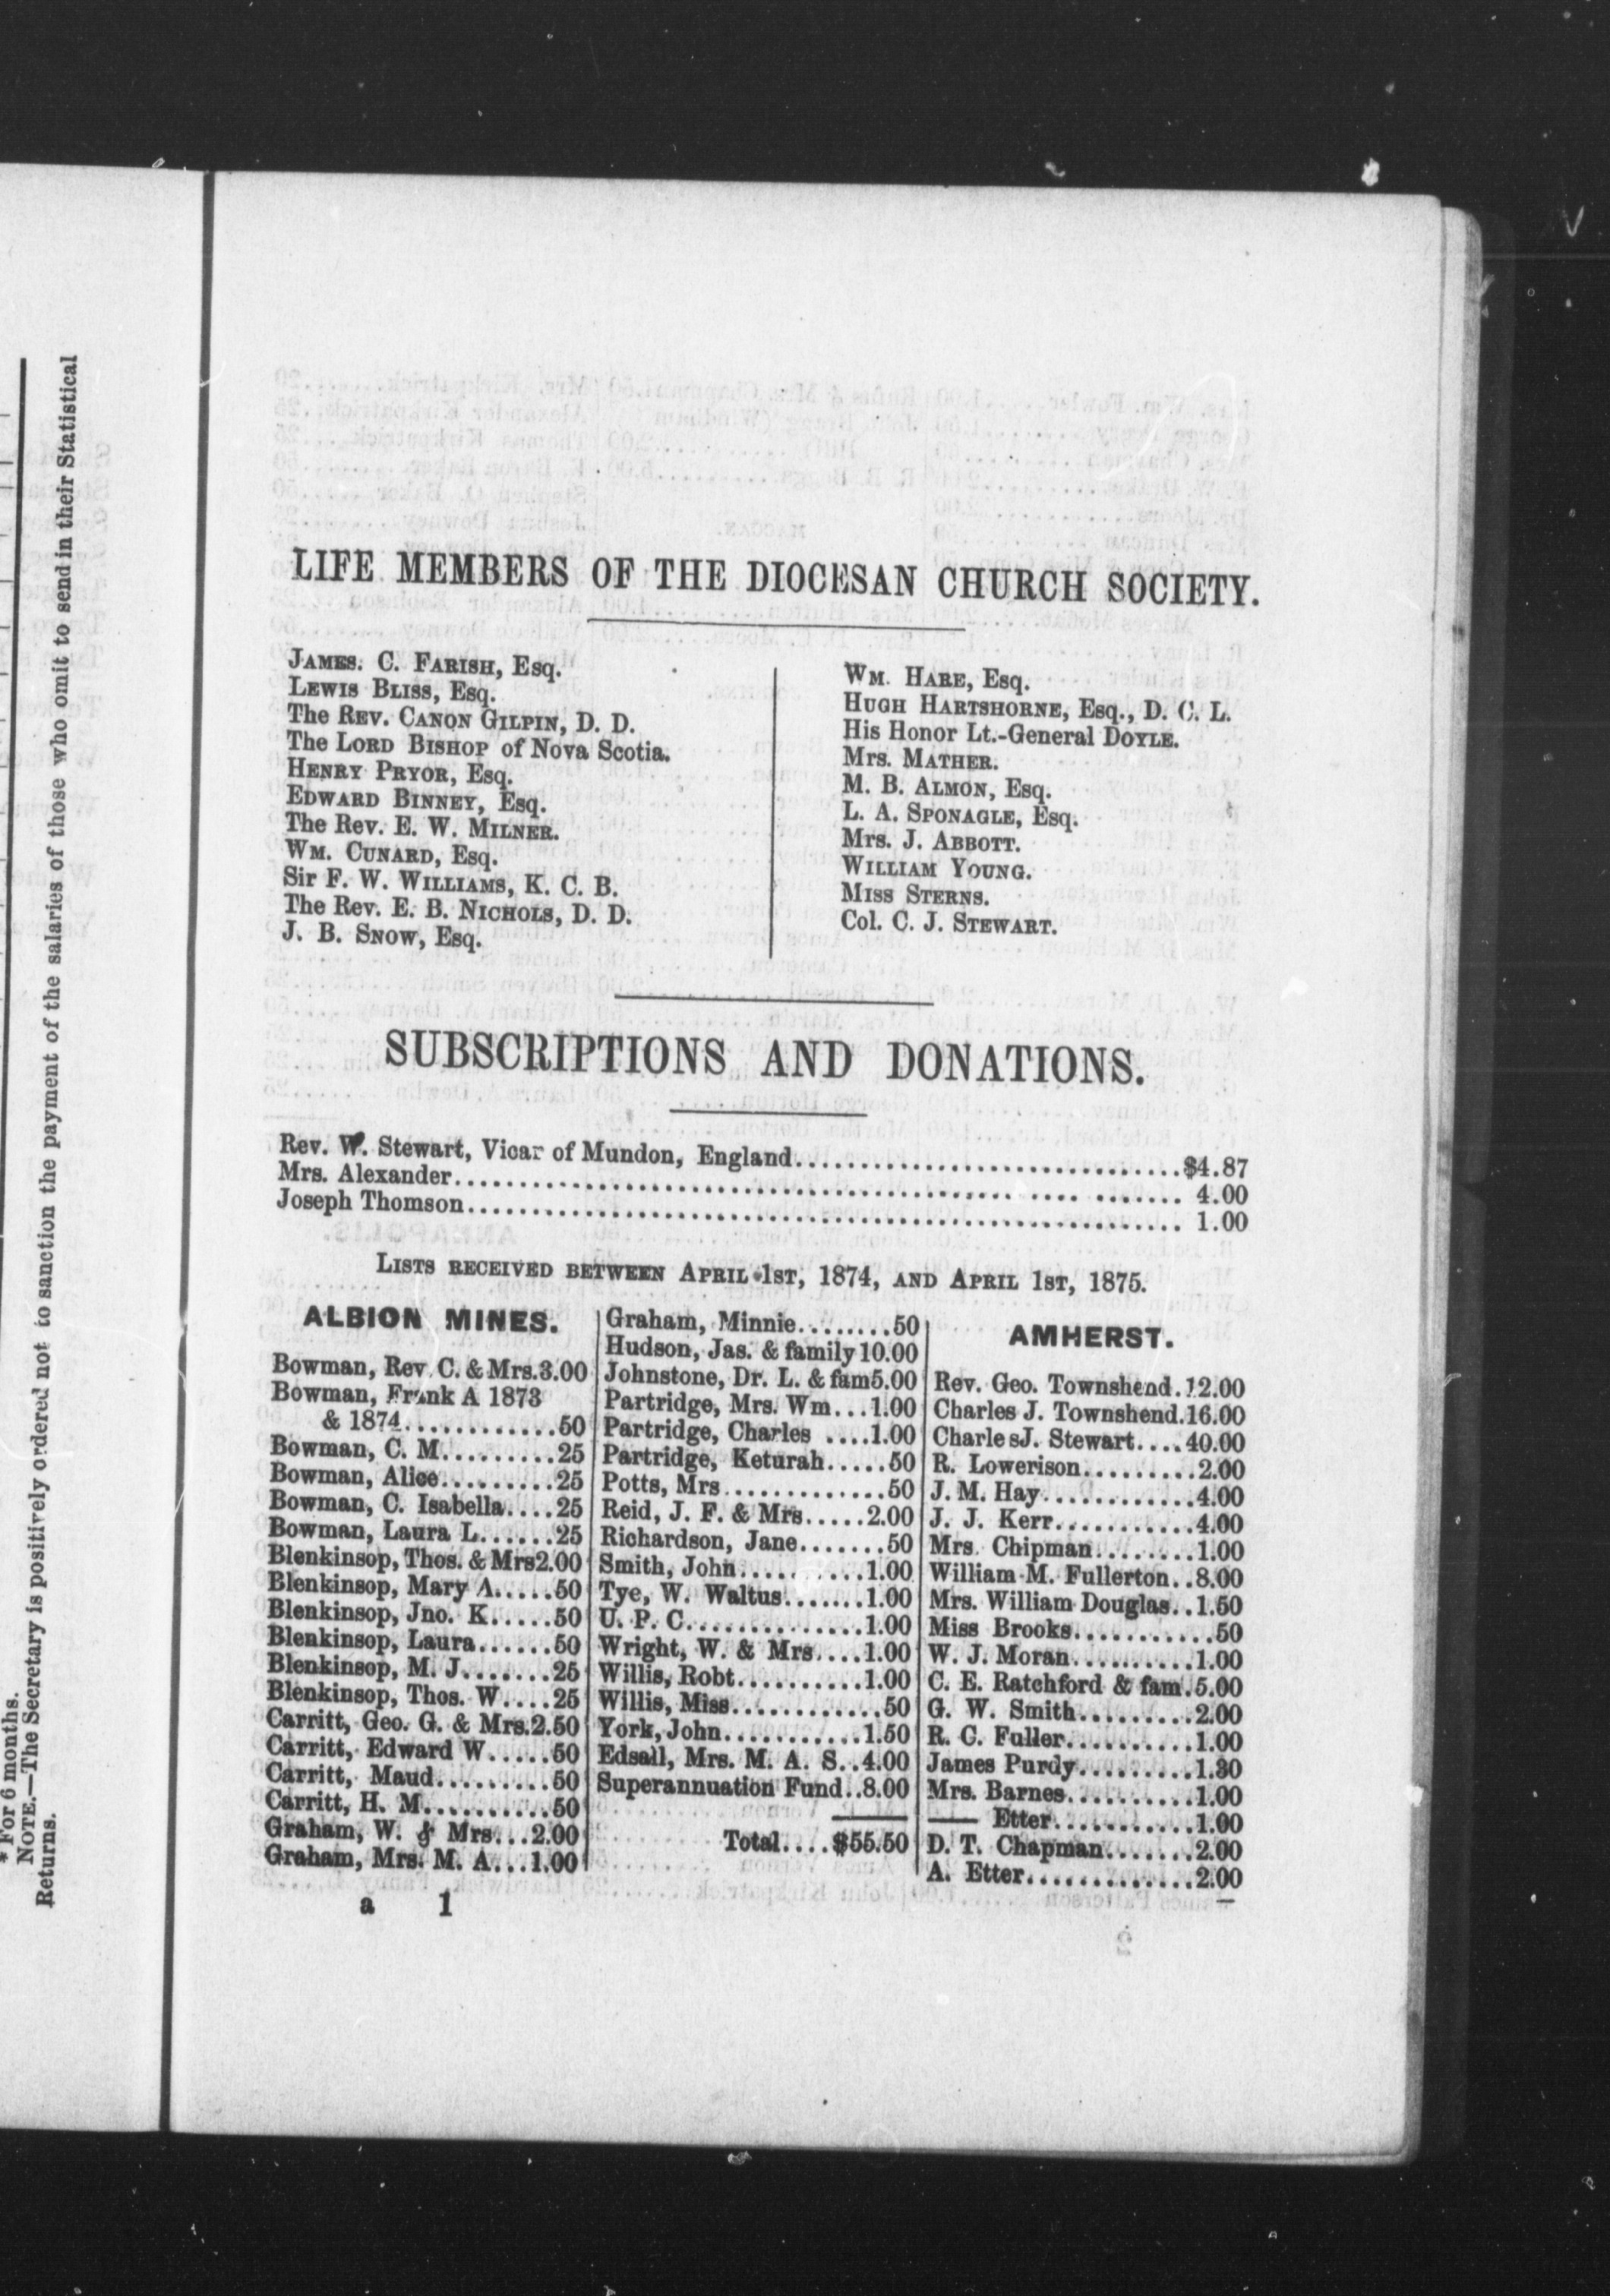 * For 6 months.
NOTE.—The Secretary is positively ordered not to sanction the payment of the salaries of those who omit to send in their Statistical
Returns.
LIFE MEMBERS OF THE DIOCESAN CHURCH SOCIETY.
JAMES. C. FARISH, Esq.
LEWIS BLISS, Esq.
The REV. CANON GILPIN, D. D.
The LORD BISHOP of Nova Scotia.
HENRY PRYOR, Esq.
EDWARD BINNEY, Esq.
The Rev. E. W. MILNER.
WM. CUNARD, Esq.
Sir F. W. WILLIAMS, K. C. B.
The Rev. E. B. NICHOLS, D. D.
J. B. SNOW, Esq.
WM. HARE, Esq.
HUGH HARTSHORNE, Esq., D. C. L.
His Honor Lt.-General DOYLE.
Mrs. MATHER.
M. B. ALMON, Esq.
L. A. SPONAGLE, Esq.
Mrs. J. ABBOTT.
WILLIAM YOUNG.
MISS STERNS.
Col. C. J. STEWART.
SUBSCRIPTIONS AND DONATIONS.
Rev. W. Stewart, Vicar of Mundon, England..............................$4.87
Mrs. Alexander........................................................ 4.00
Joseph Thomson........................................................ 1.00
LISTS RECEIVED BETWEEN APRIL 1ST, 1874, AND APRIL 1ST, 1875.
ALBION MINES.
Bowman, Rev. C. & Mrs.3.00
Bowman, Frank A 1873
& 1874.............50
Bowman, C. M..........25
Bowman, Alice..........25
Bowman, C. Isabella....25
Bowman, Laura L......25
Blenkinsop, Thos. & Mrs2.00
Blenkinsop, Mary A.....50
Blenkinsop, Jno. K.....50
Blenkinsop, Laura......50
Blenkinsop, M. J.......25
Blenkinsop, Thos. W....25
Carritt, Geo. G. & Mrs.2.50
Carritt, Edward W.....50
Carritt, Maud..........50
Carritt, H. M...........50
Graham, W. & Mrs...2.00
Graham, Mrs. M. A...1.00
Graham, Minnie........50
Hudson, Jas. & family10.00
Johnstone, Dr. L. & fam5.00
Partridge, Mrs. Wm...1.00
Partridge, Charles ....1.00
Partridge, Keturah.....50
Potts, Mrs..............50
Reid, J. F. & Mrs.....2.00
Richardson, Jane.......50
Smith, John...........1.00
Tye, W. Waltus.......1.00
U. P. C...............1.00
Wright, W. & Mrs....1.00
Willis, Robt...........1.00
Willis, Miss............50
York, John............1.50
Edsall, Mrs. M. A. S..4.00
Superannuation Fund..8.00
Total....$55.50
AMHERST.
Rev. Geo. Townshend.12.00
Charles J. Townshend.16.00
CharlesJ. Stewart....40.00
R. Lowerison.........2.00
J. M. Hay............4.00
J. J. Kerr............4.00
Mrs. Chipman.........1.00
William M. Fullerton..8.00
Mrs. William Douglas..1.50
Miss Brooks............50
W. J. Moran..........1.00
C. E. Ratchford & fam.5.00
G. W. Smith.........2.00
R. C. Fuller..........1.00
James Purdy.........1.30
Mrs. Barnes..........1.00
—— Etter............1.00
D. T. Chapman.......2.00
A. Etter.............2.00
a 1